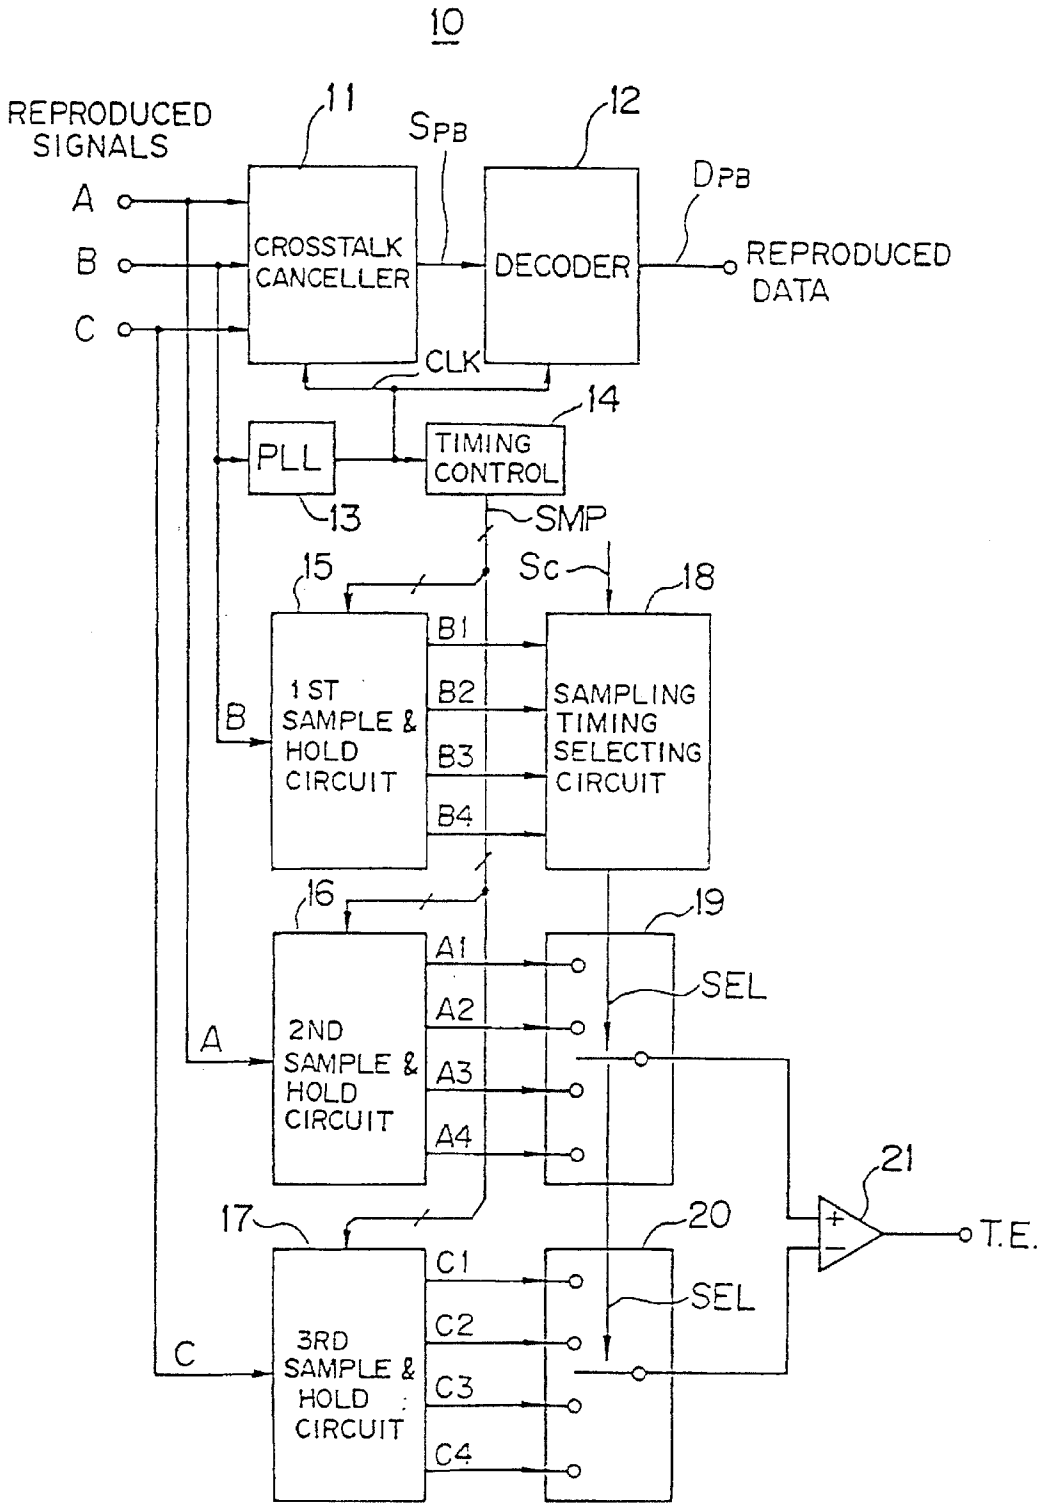 10
REPRODUCED
SIGNALS
11
SPB
12
DPB
A
B
C
CROSSTALK
CANCELLER
DECODER
REPRODUCED
DATA
CLK
PLL
13
14
TIMING
CONTROL
SMP
SC
15
18
B
1ST
SAMPLE &
HOLD
CIRCUIT
B1
B2
B3
B4
SAMPLING
TIMING
SELECTING
CIRCUIT
16
19
A
2ND
SAMPLE &
HOLD
CIRCUIT
A1
A2
A3
A4
SEL
21
+
−
T.E.
17
20
C
3RD
SAMPLE &
HOLD
CIRCUIT
C1
C2
C3
C4
SEL